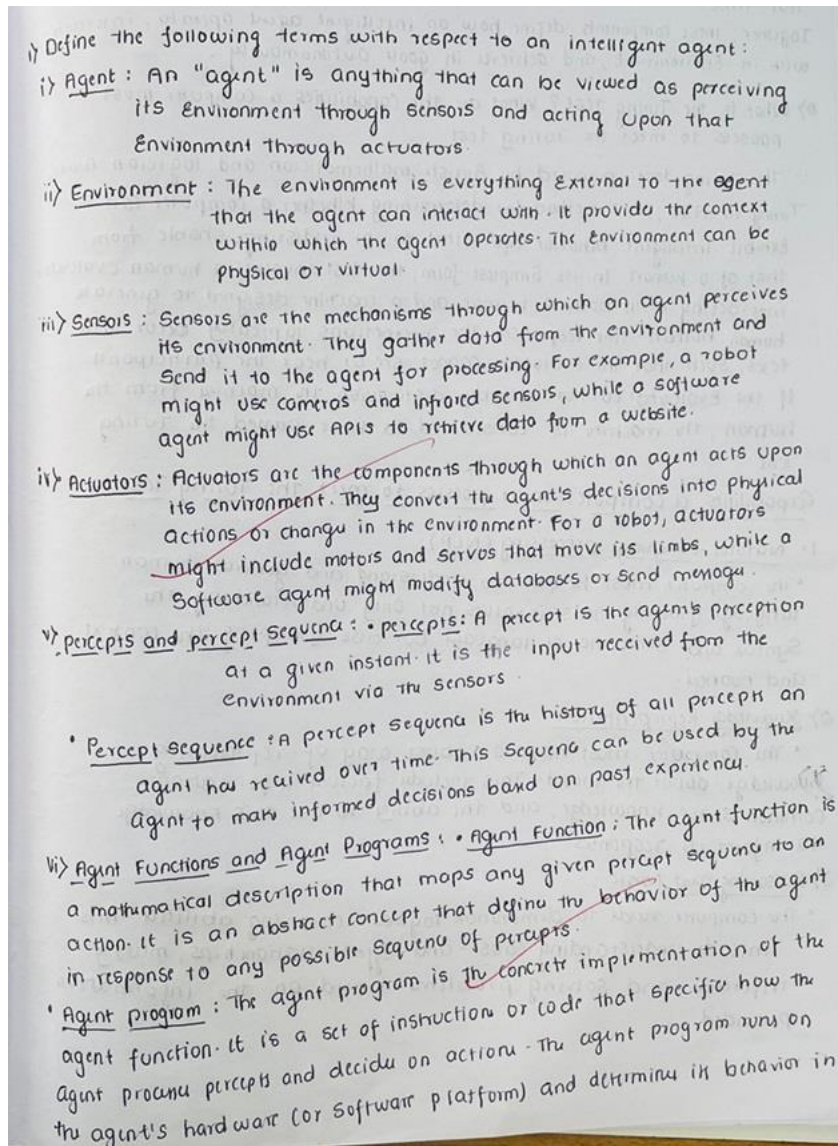 i) Define the following terms with respect to an intelligent agent:
i) Agent : An "agent" is anything that can be viewed as perceiving
its environment through sensors and acting upon that
Environment through actuators.
ii) Environment : The environment is everything External to the agent
that the agent can interact with. It provide the context
within which the agent operates. The Environment can be
physical or virtual.
iii) Sensors : Sensors are the mechanisms through which an agent perceives
its environment. They gather data from the environment and
send it to the agent for processing. For example, a robot
might use cameras and infrared sensors, while a software
agent might use APIs to retrieve data from a website.
iv) Actuators : Actuators are the components through which an agent acts upon
its environment. They convert the agent's decisions into physical
actions or change in the environment. For a robot, actuators
might include motors and servos that move its limbs, while a
Software agent might modify databases or send message.
v) percepts and percept sequence : • percepts : A percept is the agent's perception
at a given instant. it is the input received from the
environment via the sensors.
• Percept sequence : A percept sequence is the history of all percepts an
agent has received over time. This Sequence can be used by the
agent to make informed decisions based on past experience.
vi) Agent Functions and Agent Programs : • Agent Function : The agent function is
a mathematical description that maps any given percept sequence to an
action. it is an abstract concept that define the behavior of the agent
in response to any possible sequence of percepts.
• Agent program : The agent program is the concrete implementation of the
agent function. it is a set of instruction or code that specific how the
agent process percepts and decide on actions. The agent program runs on
the agent's hardware (or software platform) and determine its behavior in